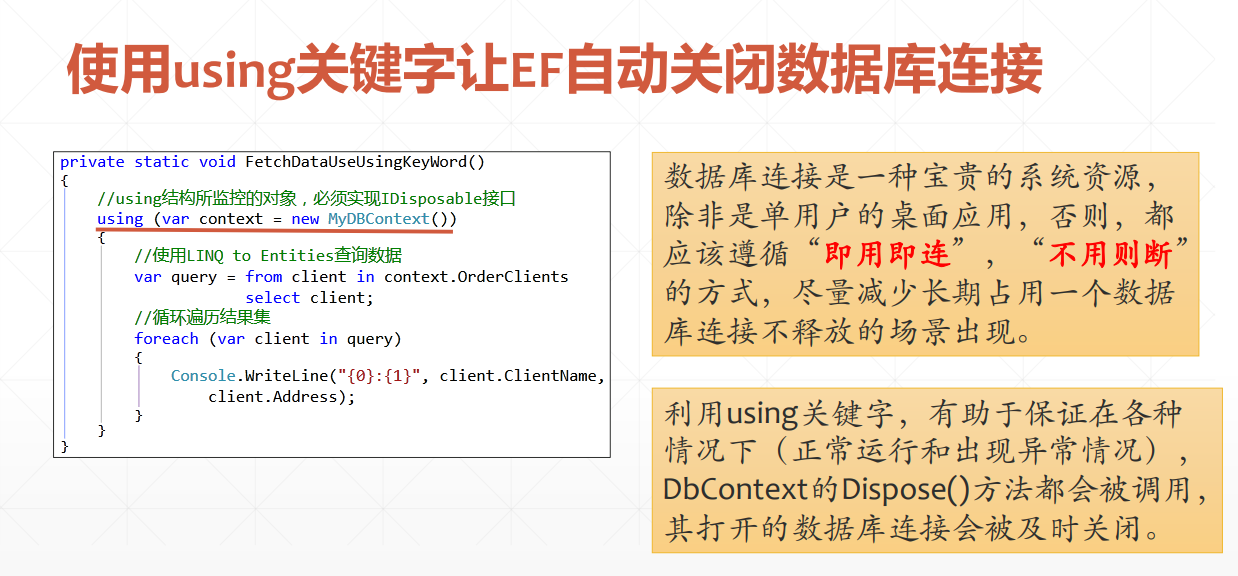 使用using关键字让EF自动关闭数据库连接
private static void FetchDataUseUsingKeyWord()
{
//using结构所监控的对象，必须实现IDisposable接口
using (var context = new MyDBContext())
{
//使用LINQ to Entities查询数据
var query = from client in context.OrderClients
select client;
//循环遍历结果集
foreach (var client in query)
{
Console.WriteLine("{0}:{1}", client.ClientName,
client.Address);
}
}
}
数据库连接是一种宝贵的系统资源，
除非是单用户的桌面应用，否则，都
应该遵循“即用即连”，“不用则断”
的方式，尽量减少长期占用一个数据
库连接不释放的场景出现。
利用using关键字，有助于保证在各种
情况下（正常运行和出现异常情况），
DbContext的Dispose()方法都会被调用，
其打开的数据库连接会被及时关闭。